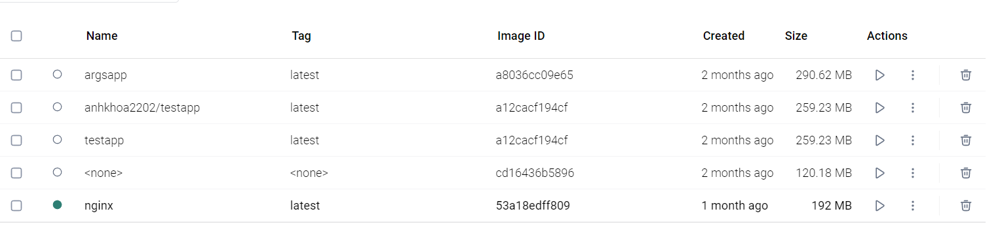 Name Tag Image ID Created Size Actions
argsapp latest a8036cc09e65 2 months ago 290.62 MB
anhkhoa2202/testapp latest a12cacf194cf 2 months ago 259.23 MB
testapp latest a12cacf194cf 2 months ago 259.23 MB
<none> <none> cd16436b5896 2 months ago 120.18 MB
nginx latest 53a18edff809 1 month ago 192 MB